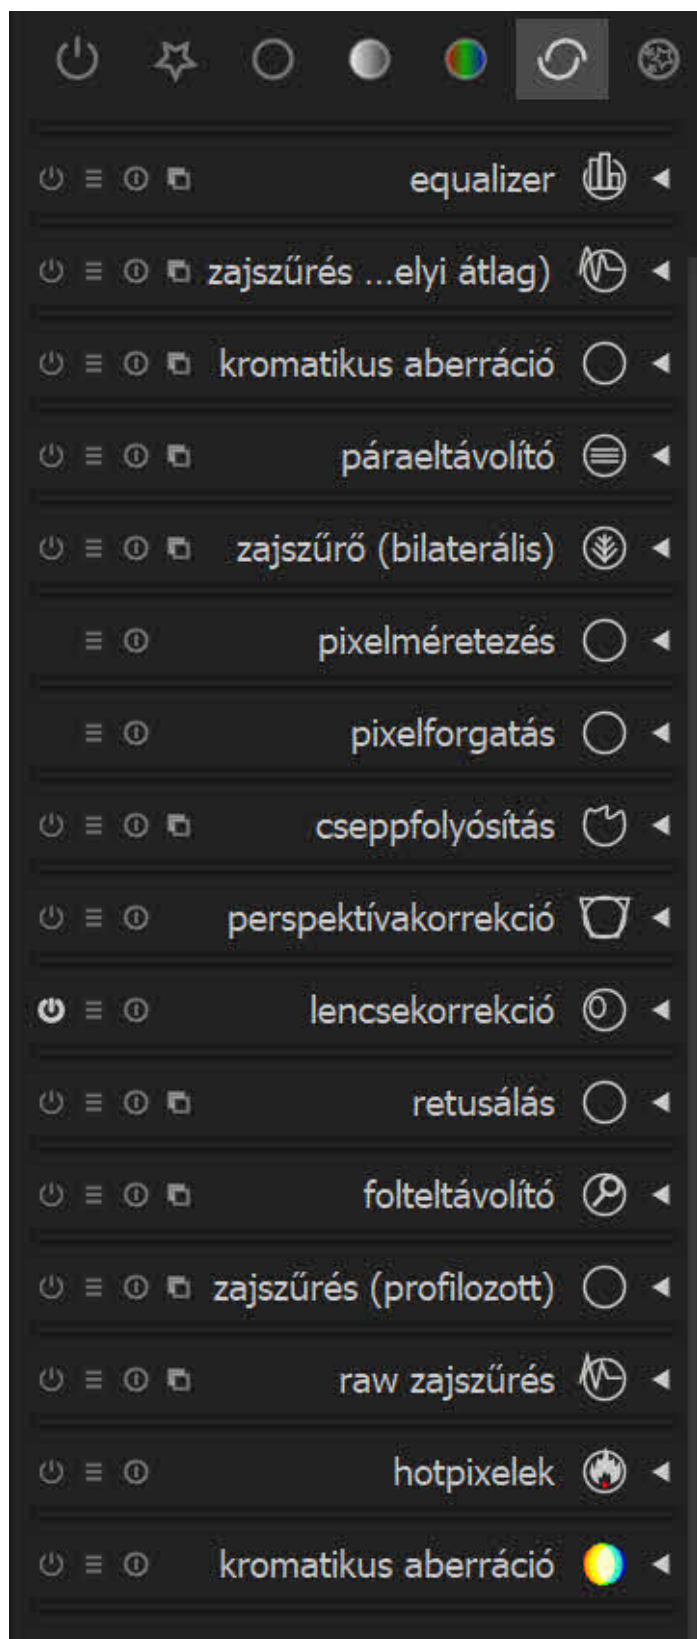 equalizer
zajszűrés ...elyi átlag)
kromatikus aberráció
páraeltávolító
zajszűrő (bilaterális)
pixelméretezés
pixelforgatás
cseppfolyósítás
perspektívakorrekció
lencsekorrekció
retusálás
folteltávolító
zajszűrés (profilozott)
raw zajszűrés
hotpixelek
kromatikus aberráció